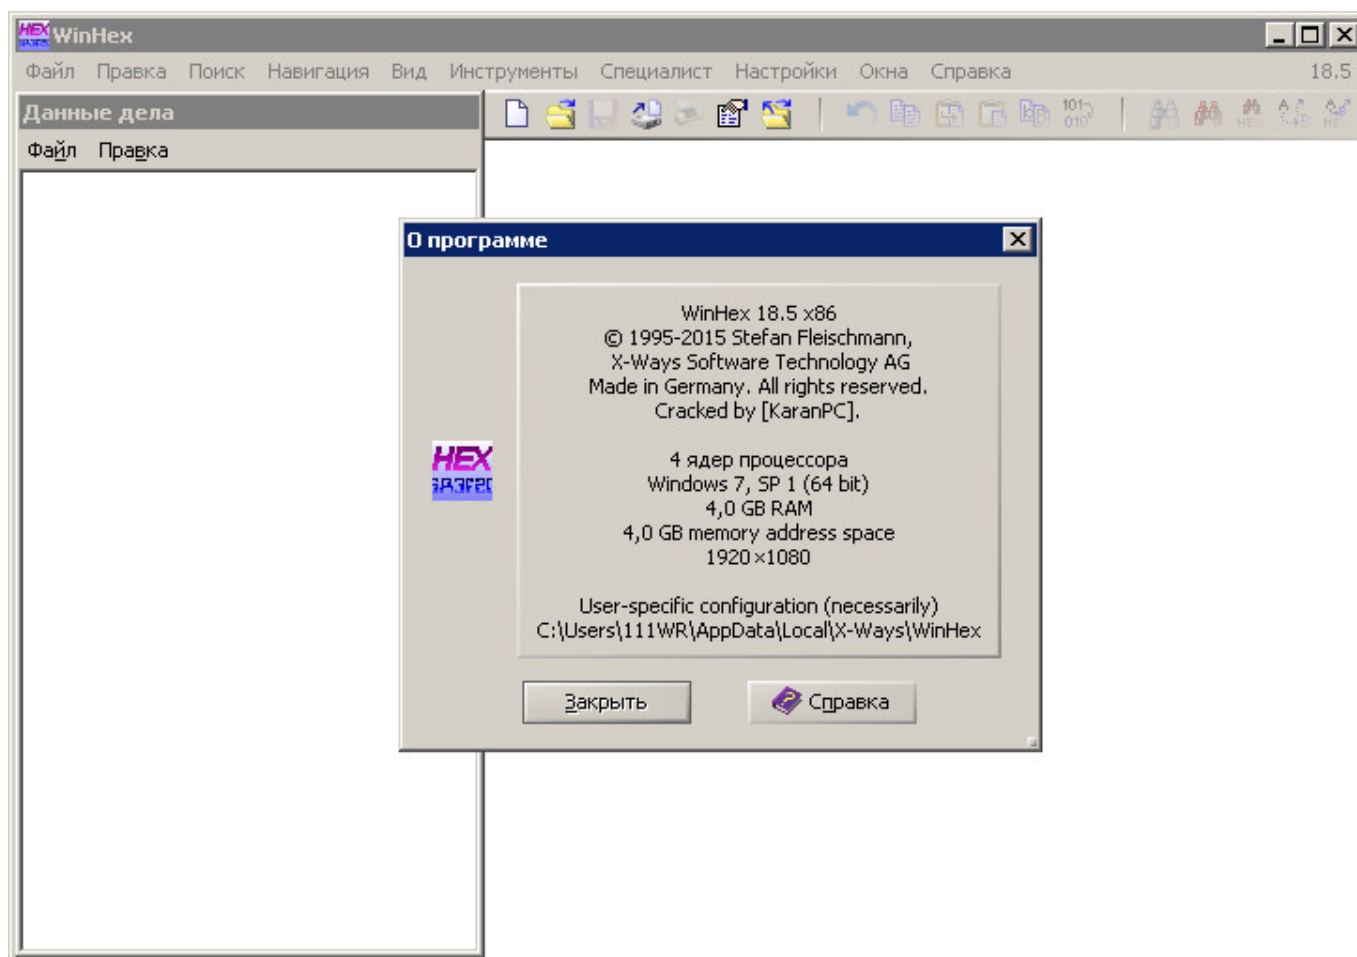 WinHex
Файл Правка Поиск Навигация Вид Инструменты Специалист Настройки Окна Справка 18.5
Данные дела
Файл Правка
О программе
WinHex 18.5 x86
© 1995-2015 Stefan Fleischmann,
X-Ways Software Technology AG
Made in Germany. All rights reserved.
Cracked by [KaranPC].
HEX
4 ядер процессора
Windows 7, SP 1 (64 bit)
4,0 GB RAM
4,0 GB memory address space
1920×1080
User-specific configuration (necessarily)
C:\Users\111WR\AppData\Local\X-Ways\WinHex
Закрыть Справка